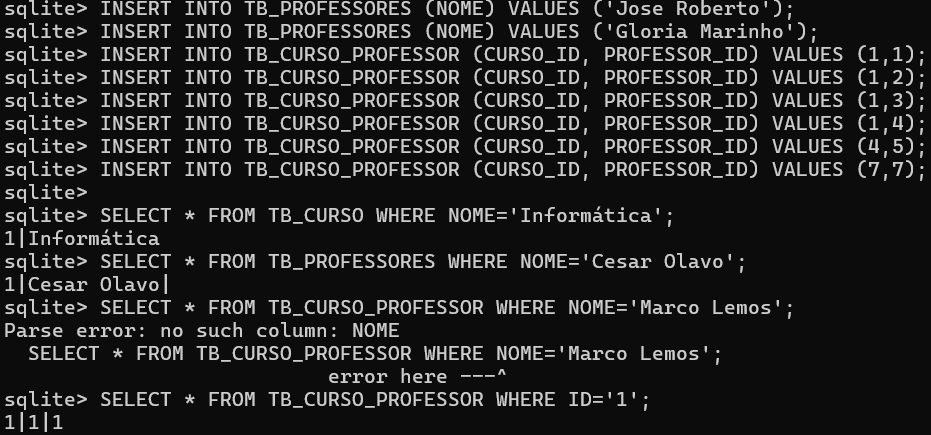 sqlite> INSERT INTO TB_PROFESSORES (NOME) VALUES ('Jose Roberto');
sqlite> INSERT INTO TB_PROFESSORES (NOME) VALUES ('Gloria Marinho');
sqlite> INSERT INTO TB_CURSO_PROFESSOR (CURSO_ID, PROFESSOR_ID) VALUES (1,1);
sqlite> INSERT INTO TB_CURSO_PROFESSOR (CURSO_ID, PROFESSOR_ID) VALUES (1,2);
sqlite> INSERT INTO TB_CURSO_PROFESSOR (CURSO_ID, PROFESSOR_ID) VALUES (1,3);
sqlite> INSERT INTO TB_CURSO_PROFESSOR (CURSO_ID, PROFESSOR_ID) VALUES (1,4);
sqlite> INSERT INTO TB_CURSO_PROFESSOR (CURSO_ID, PROFESSOR_ID) VALUES (4,5);
sqlite> INSERT INTO TB_CURSO_PROFESSOR (CURSO_ID, PROFESSOR_ID) VALUES (7,7);
sqlite>
sqlite> SELECT * FROM TB_CURSO WHERE NOME='Informática';
1|Informática
sqlite> SELECT * FROM TB_PROFESSORES WHERE NOME='Cesar Olavo';
1|Cesar Olavo|
sqlite> SELECT * FROM TB_CURSO_PROFESSOR WHERE NOME='Marco Lemos';
Parse error: no such column: NOME
  SELECT * FROM TB_CURSO_PROFESSOR WHERE NOME='Marco Lemos';
                           error here ---^
sqlite> SELECT * FROM TB_CURSO_PROFESSOR WHERE ID='1';
1|1|1